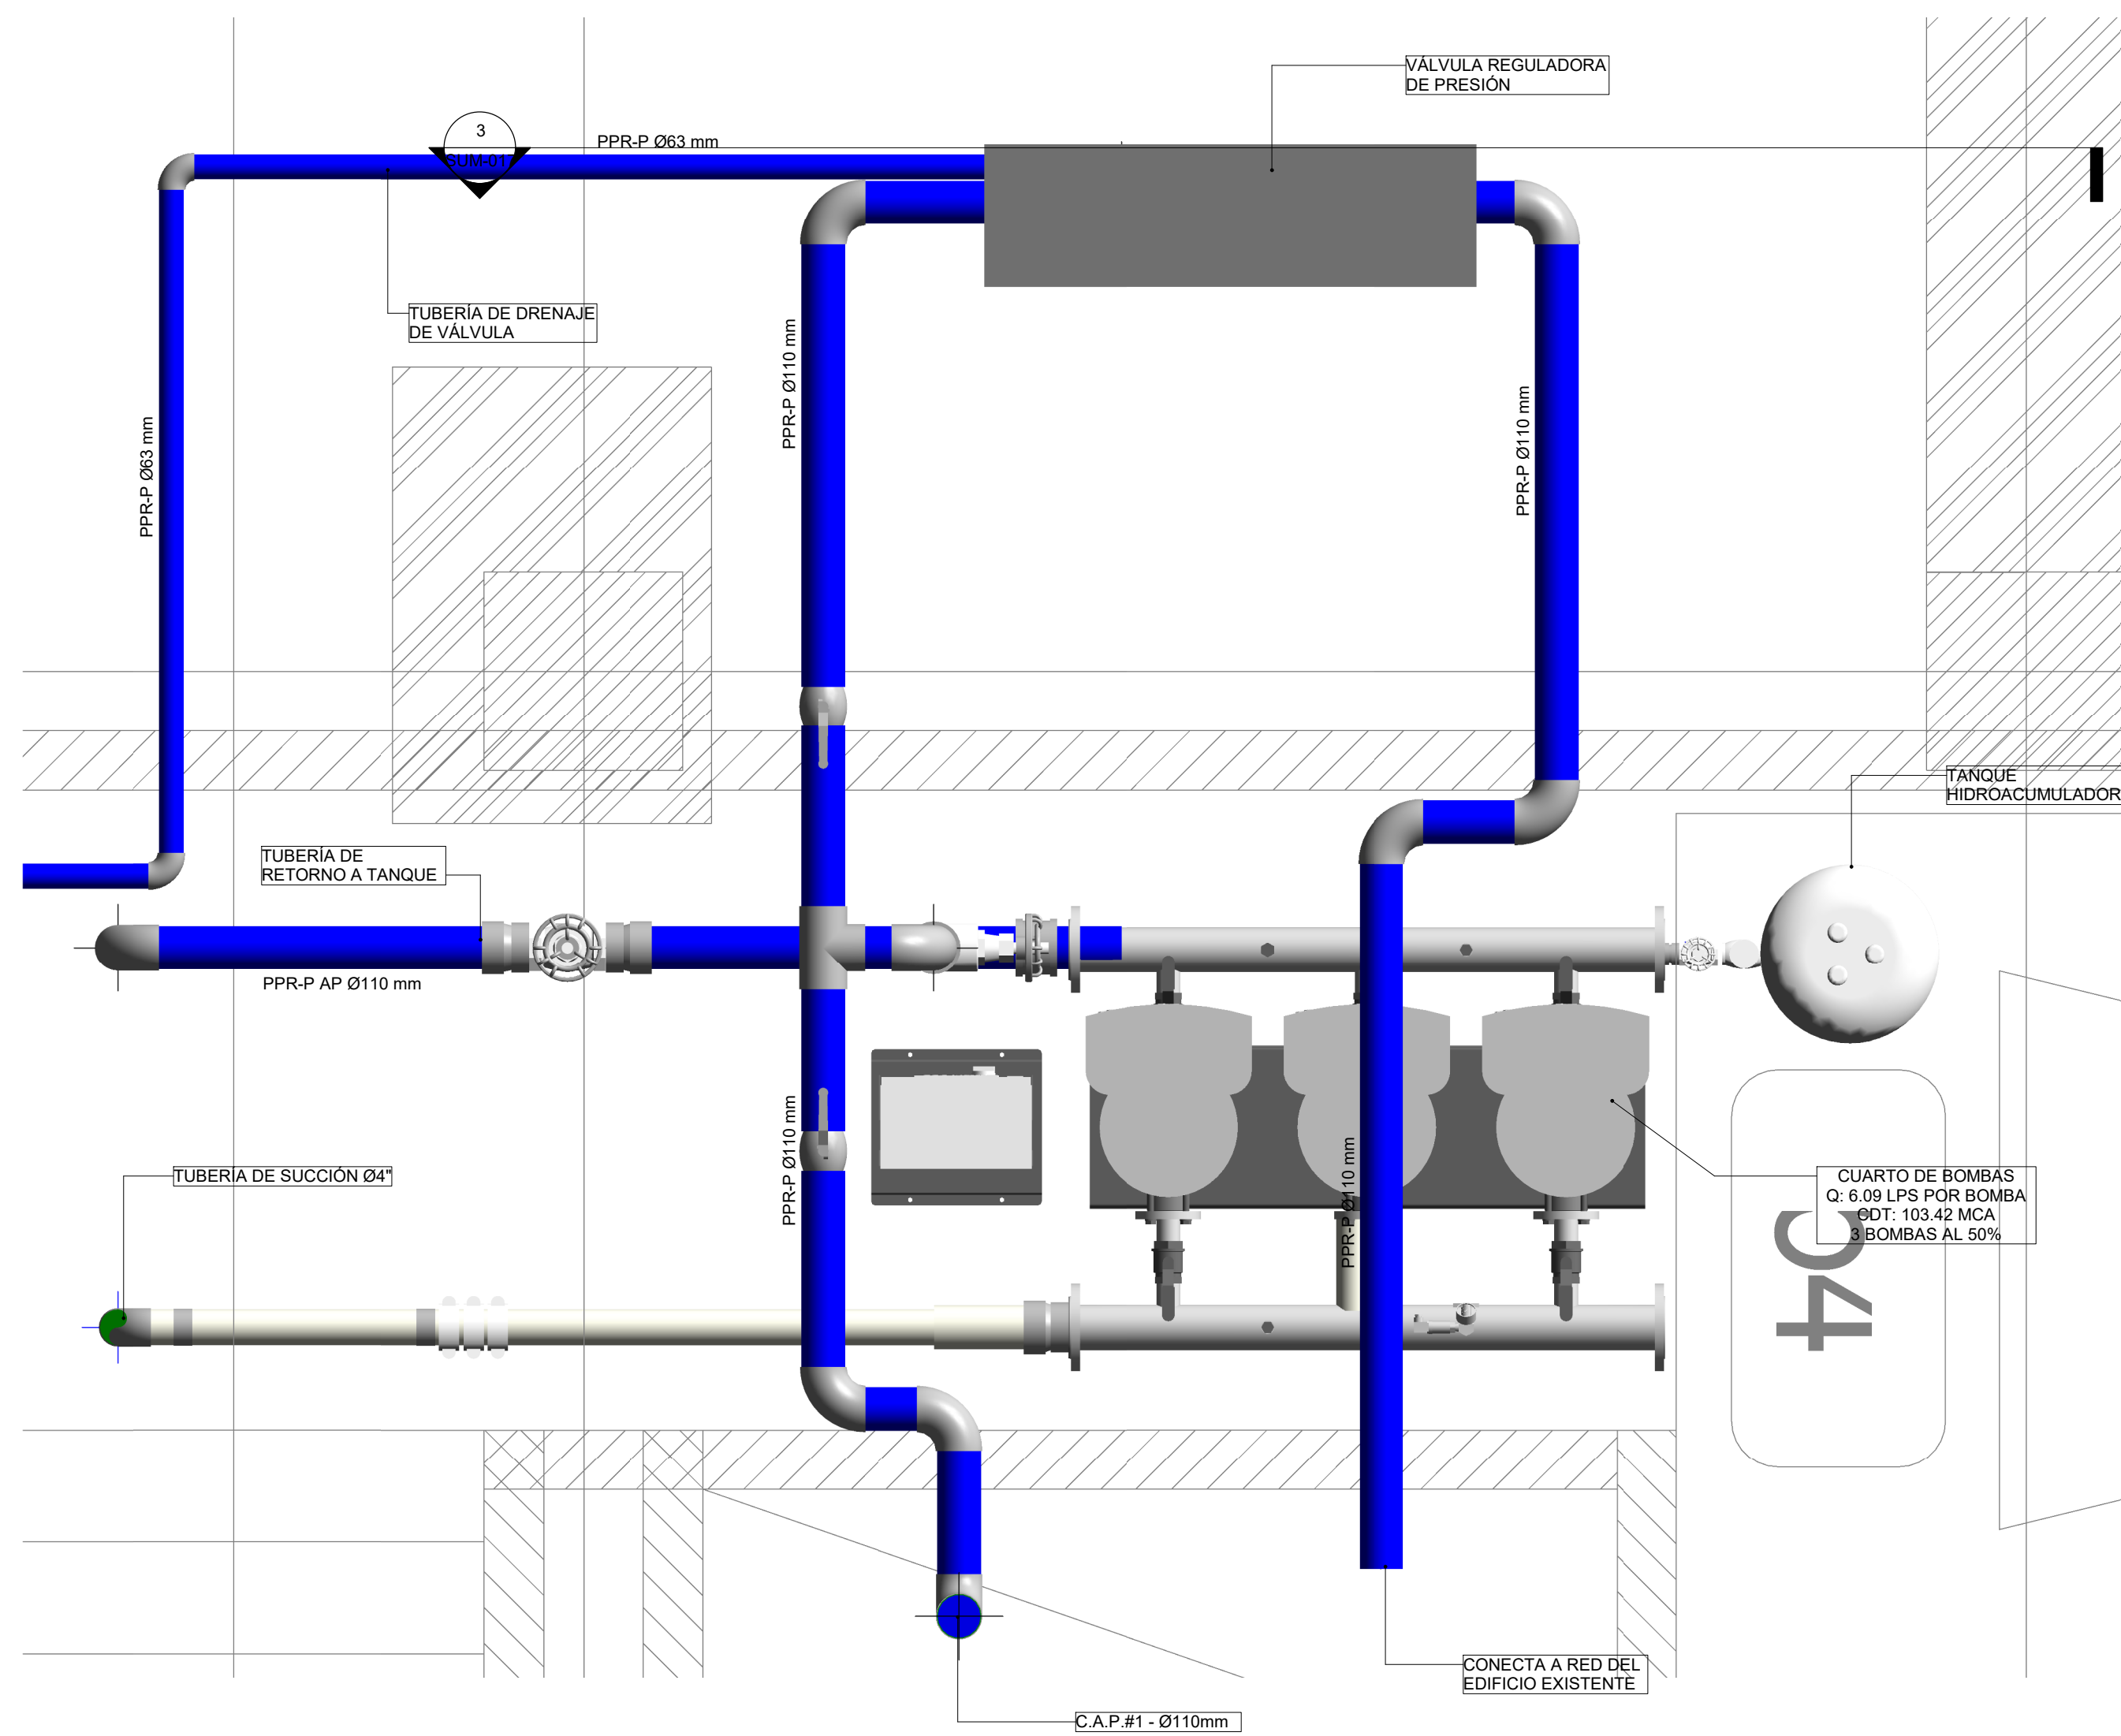 VÁLVULA REGULADORA
DE PRESIÓN
3
SUM-017
PPR-P Ø63 mm
TUBERÍA DE DRENAJE
DE VÁLVULA
PPR-P Ø110 mm
PPR-P Ø110 mm
PPR-P Ø63 mm
TANQUE
HIDROACUMULADOR
TUBERÍA DE
RETORNO A TANQUE
PPR-P AP Ø110 mm
PPR-P Ø110 mm
PPR-P Ø110 mm
TUBERÍA DE SUCCIÓN Ø4"
CUARTO DE BOMBAS
Q: 6.09 LPS POR BOMBA
CDT: 103.42 MCA
3 BOMBAS AL 50%
C4
CONECTA A RED DEL
EDIFICIO EXISTENTE
C.A.P.#1 - Ø110mm